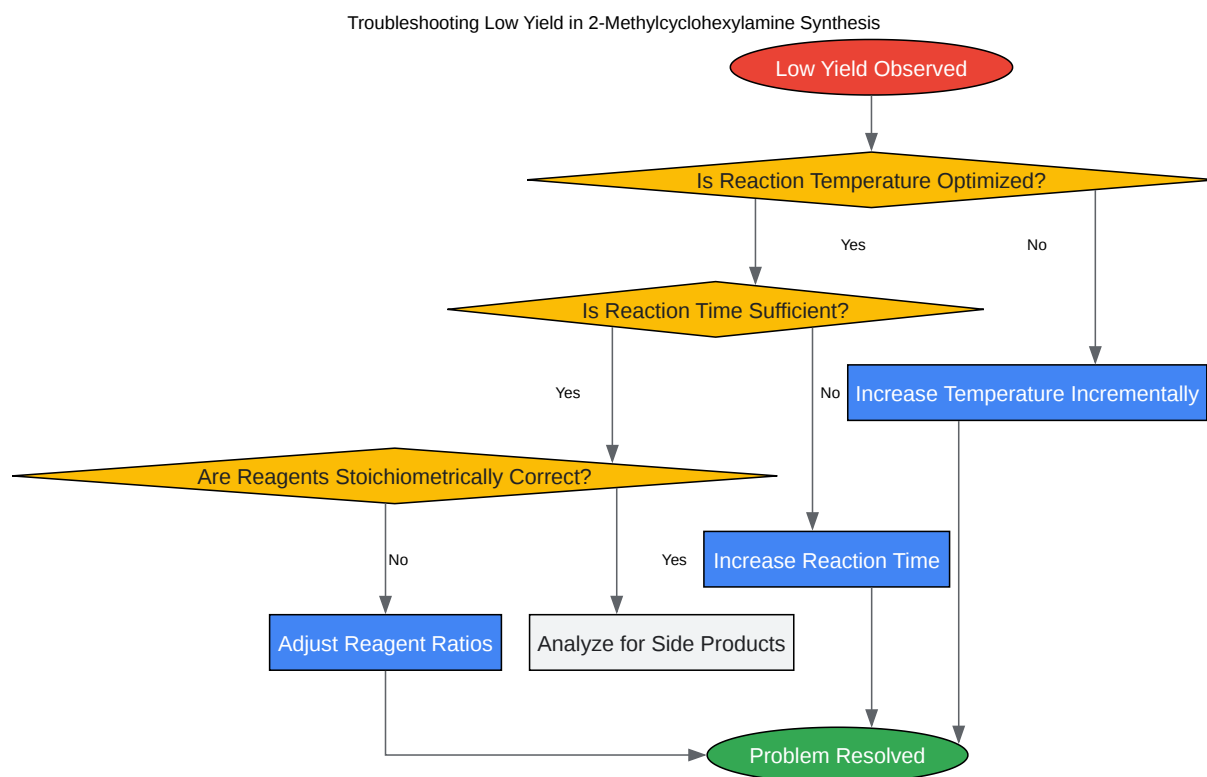 Troubleshooting Low Yield in 2-Methylcyclohexylamine Synthesis
Low Yield Observed
Is Reaction Temperature Optimized?
Yes
No
Is Reaction Time Sufficient?
Yes
No
Increase Temperature Incrementally
Are Reagents Stoichiometrically Correct?
No
Yes
Increase Reaction Time
Adjust Reagent Ratios
Analyze for Side Products
Problem Resolved